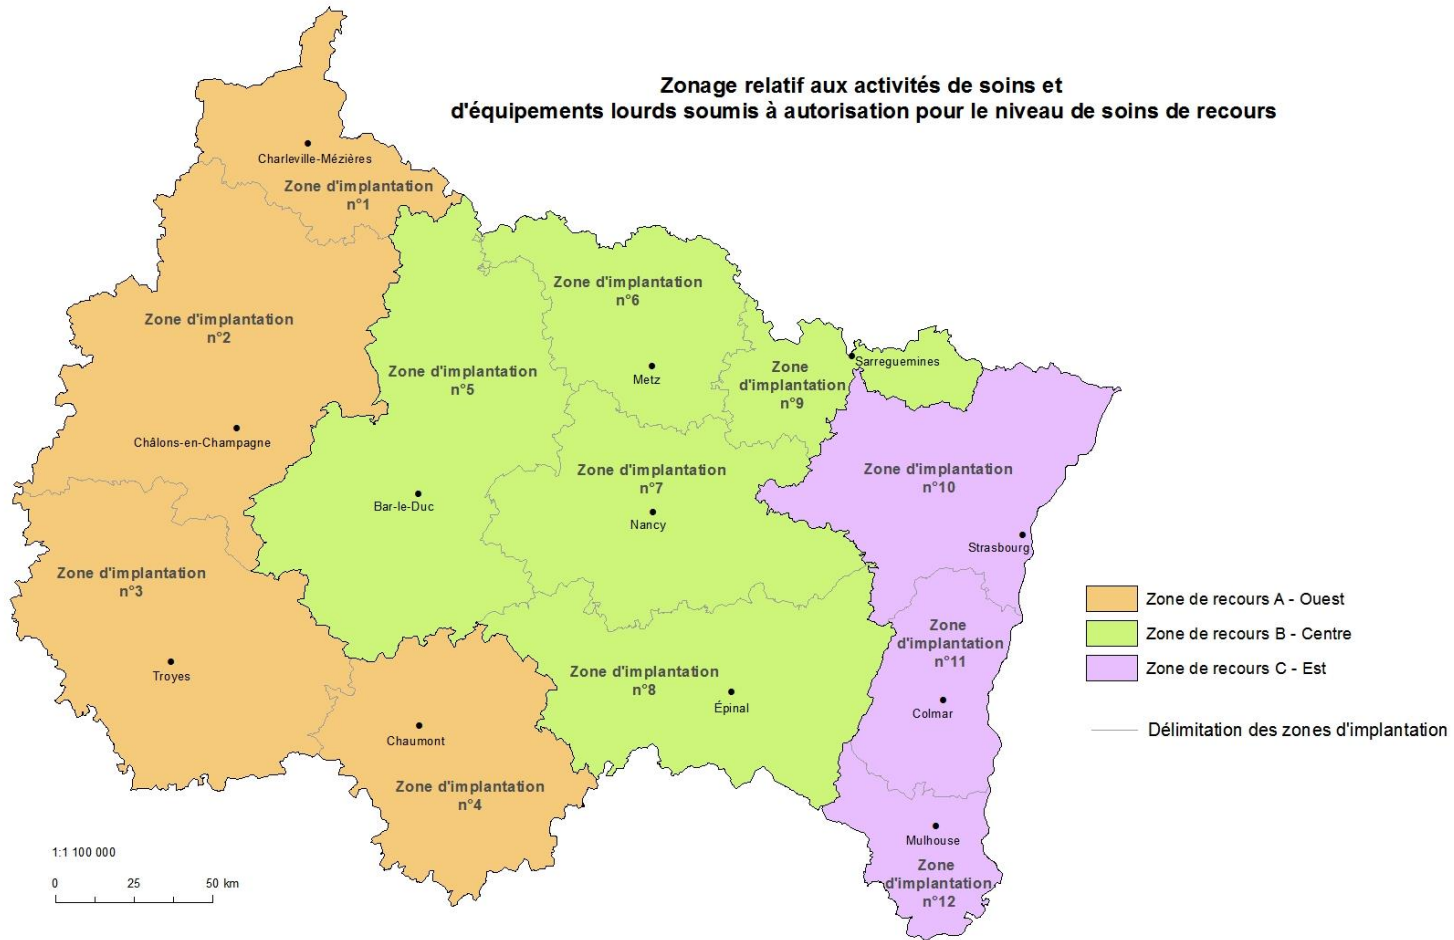 Zonage relatif aux activités de soins et
d'équipements lourds soumis à autorisation pour le niveau de soins de recours
Charleville-Mézières
Zone d'implantation
n°1
Zone d'implantation
n°2
Châlons-en-Champagne
Zone d'implantation
n°3
Troyes
Chaumont
Zone d'implantation
n°4
Zone d'implantation
n°5
Bar-le-Duc
Zone d'implantation
n°6
Metz
Zone d'implantation
n°7
Nancy
Zone d'implantation
n°8
Épinal
Zone
d'implantation
n°9
Sarreguemines
Zone d'implantation
n°10
Strasbourg
Zone
d'implantation
n°11
Colmar
Mulhouse
Zone
d'implantation
n°12
Zone de recours A - Ouest
Zone de recours B - Centre
Zone de recours C - Est
Délimitation des zones d'implantation
1:1 100 000
0 25 50 km